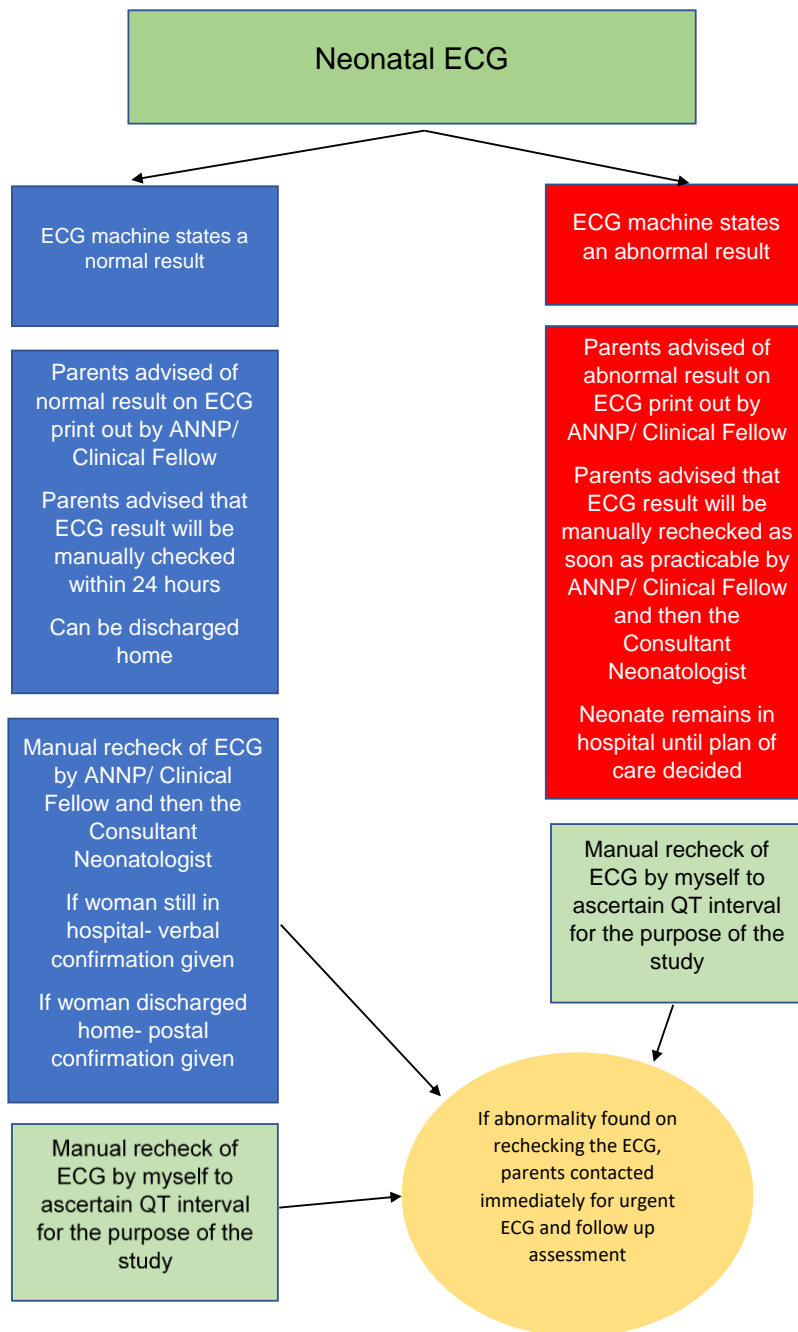 Neonatal ECG
ECG machine states a
normal result
Parents advised of
normal result on ECG
print out by ANNP/
Clinical Fellow
Parents advised that
ECG result will be
manually checked
within 24 hours
Can be discharged
home
Manual recheck of ECG
by ANNP/ Clinical
Fellow and then the
Consultant
Neonatologist
If woman still in
hospital- verbal
confirmation given
If woman discharged
home- postal
confirmation given
Manual recheck of
ECG by myself to
ascertain QT interval
for the purpose of the
study
ECG machine states
an abnormal result
Parents advised of
abnormal result on
ECG print out by
ANNP/ Clinical Fellow
Parents advised that
ECG result will be
manually rechecked as
soon as practicable by
ANNP/ Clinical Fellow
and then the
Consultant
Neonatologist
Neonate remains in
hospital until plan of
care decided
Manual recheck of
ECG by myself to
ascertain QT interval
for the purpose of the
study
If abnormality found on
rechecking the ECG,
parents contacted
immediately for urgent
ECG and follow up
assessment